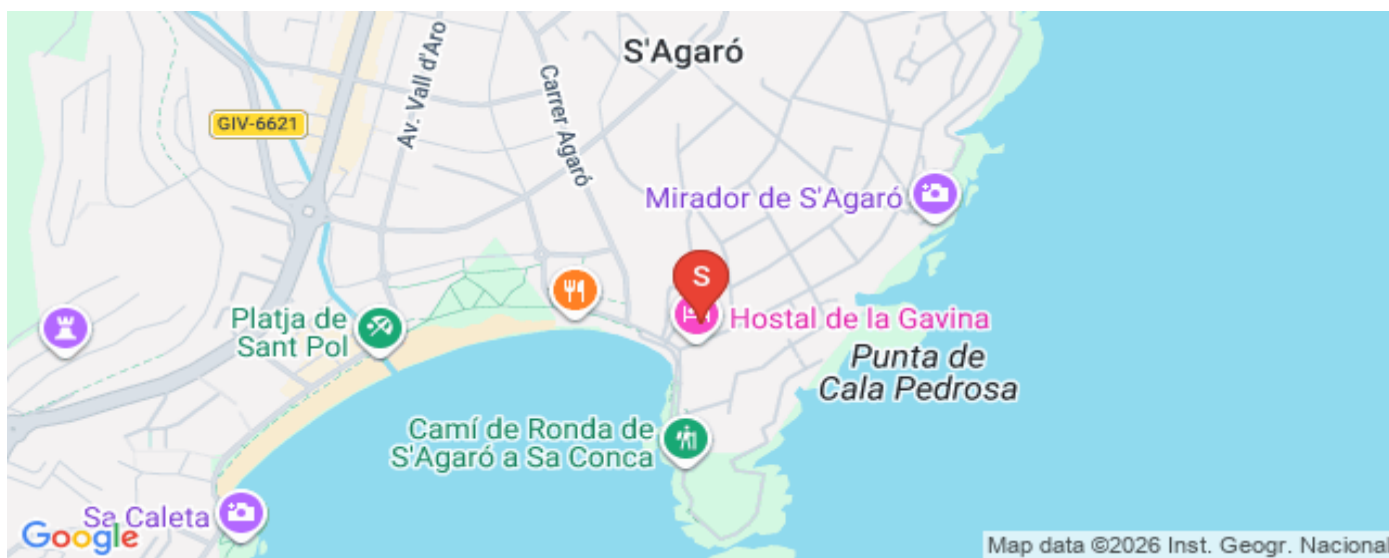 S'Agaró
Carrer Agaró
Av. Vall d'Aro
GIV-6621
Mirador de S'Agaró
S
Hostal de la Gavina
Platja de
Sant Pol
Punta de
Cala Pedrosa
Camí de Ronda de
S'Agaró a Sa Conca
Sa Caleta
Google
Map data ©2026 Inst. Geogr. Nacional